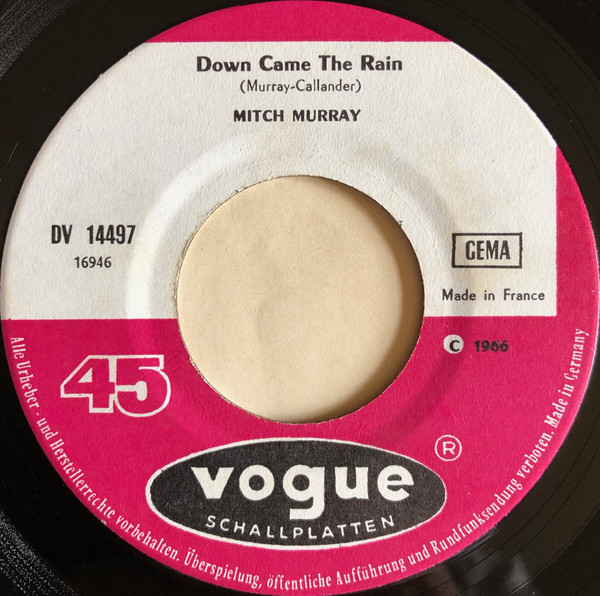 Down Came The Rain
(Murray-Callander)
MITCH MURRAY
DV 14497
16946
GEMA
Made in France
45
C 1966
R
vogue
SCHALLPLATTEN
Alle Urheber - und Herstellerrechte vorbehalten. Überspielung, öffentliche Aufführung und Rundfunksendung verboten. Made in Germany